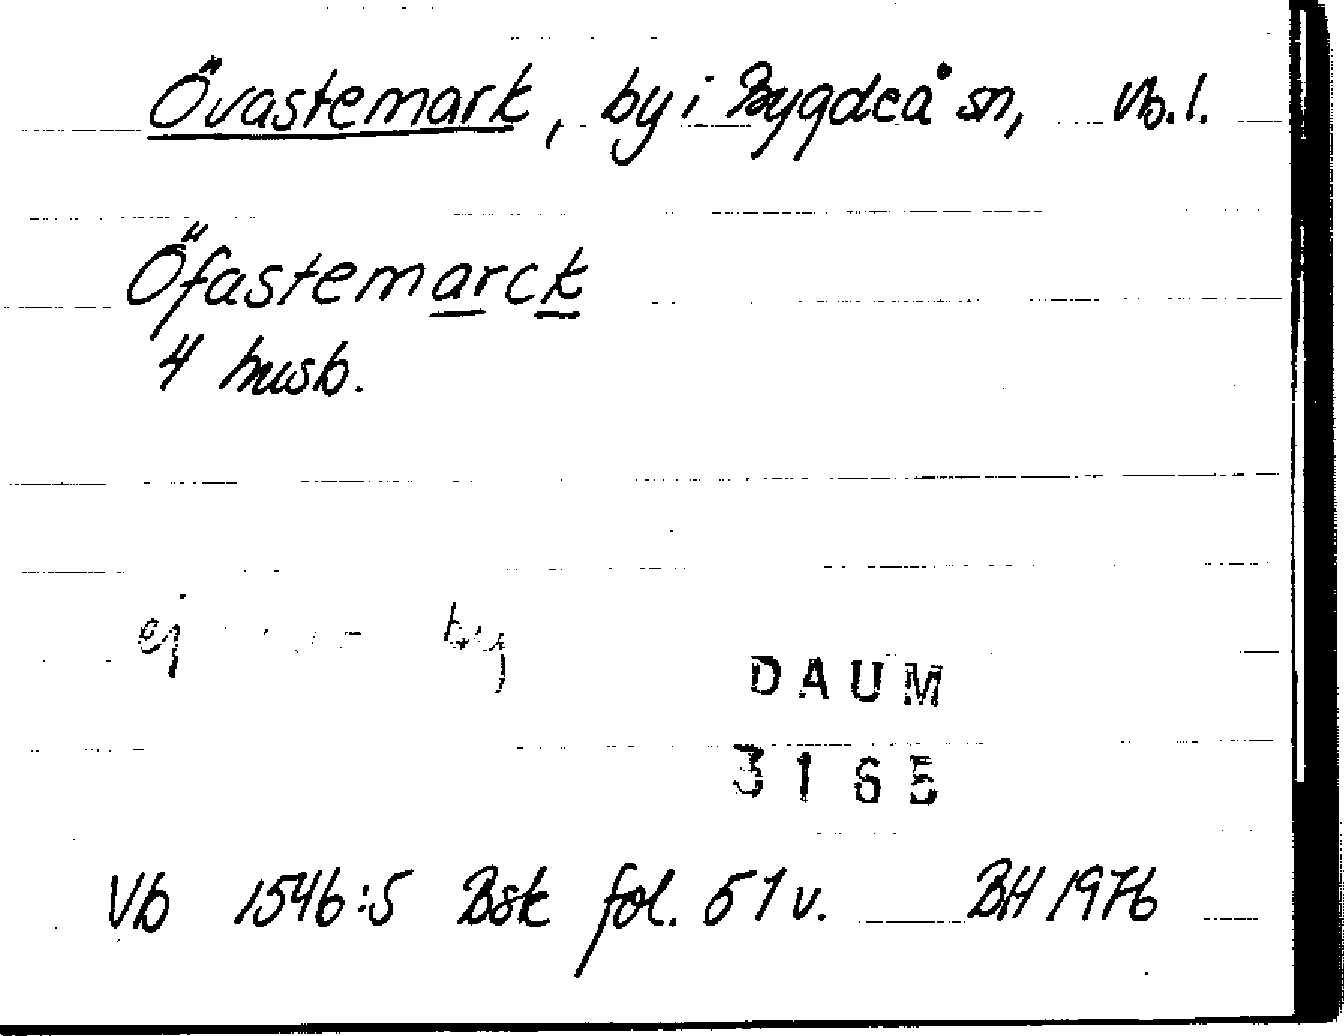 Övastemark, by i Bygdeå sn, Vb. l.
Öfastemarck
4 husb.
ej by
DAUM
3165
Vb 1546:5 Bsk fol. 51 v. BH 1976